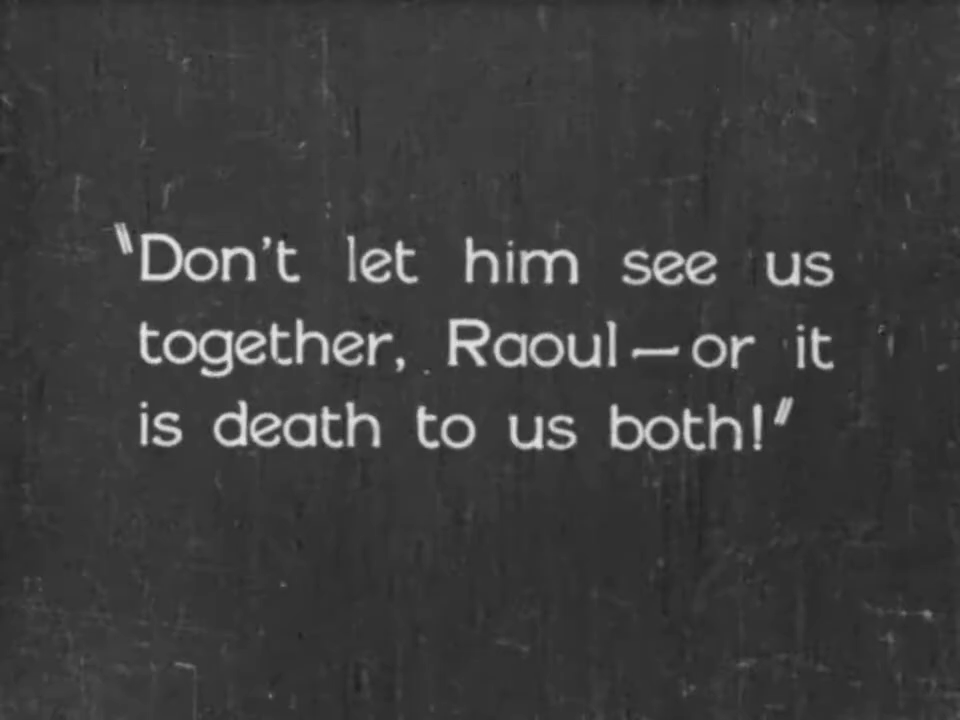 "Don't let him see us
together, Raoul—or it
is death to us both!"